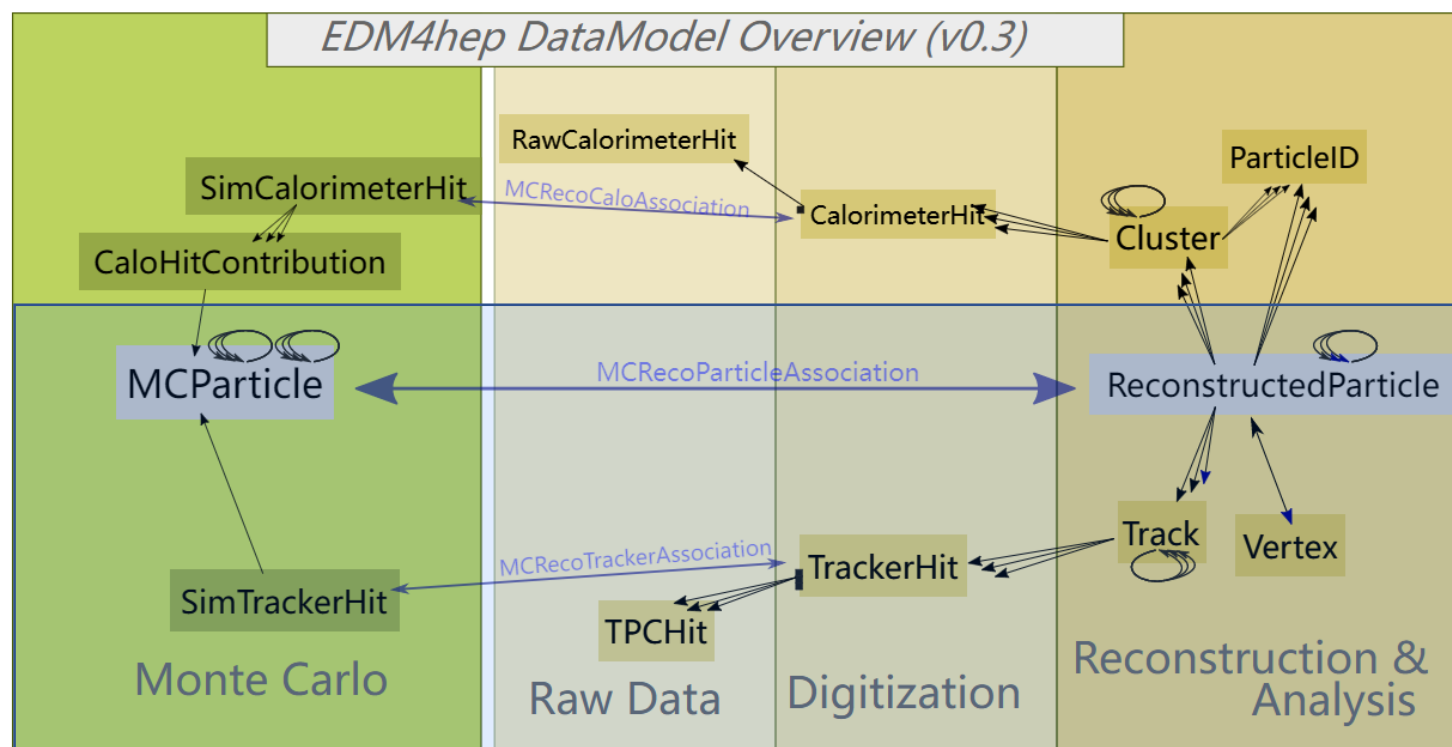 EDM4hep DataModel Overview (v0.3)
RawCalorimeterHit
ParticleID
SimCalorimeterHit
MCRecoCaloAssociation
CalorimeterHit
Cluster
CaloHitContribution
MCParticle
MCRecoParticleAssociation
ReconstructedParticle
MCRecoTrackerAssociation
TrackerHit
Track
Vertex
SimTrackerHit
TPCHit
Monte Carlo
Raw Data
Digitization
Reconstruction &
Analysis